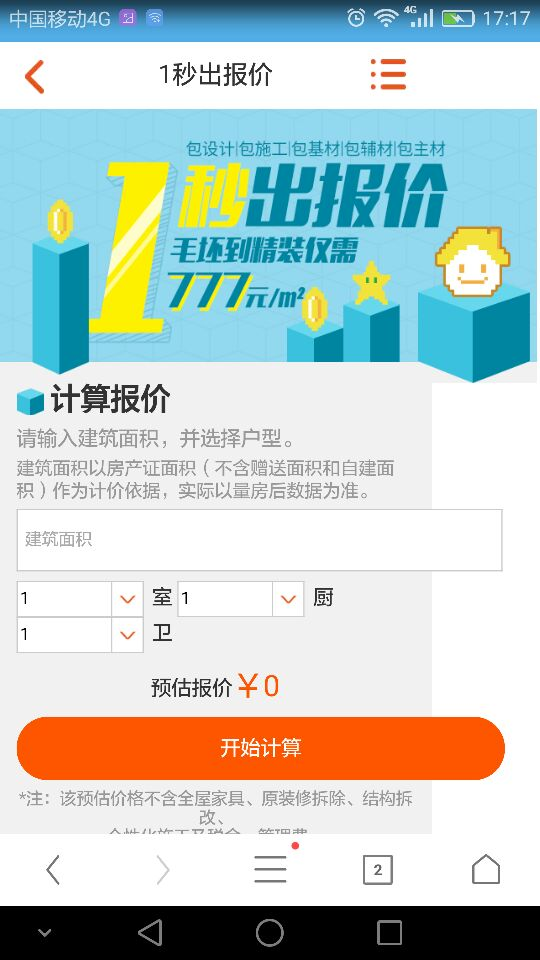 中国移动4G
4G
17:17
1秒出报价
包设计|包施工|包基材|包辅材|包主材
1秒出报价
毛坯到精装仅需
777元/m²
计算报价
请输入建筑面积，并选择户型。
建筑面积以房产证面积（不含赠送面积和自建面
积）作为计价依据，实际以量房后数据为准。
建筑面积
1 室 1 厨
1 卫
预估报价￥0
开始计算
*注：该预估价格不含全屋家具、原装修拆除、结构拆
改、
2